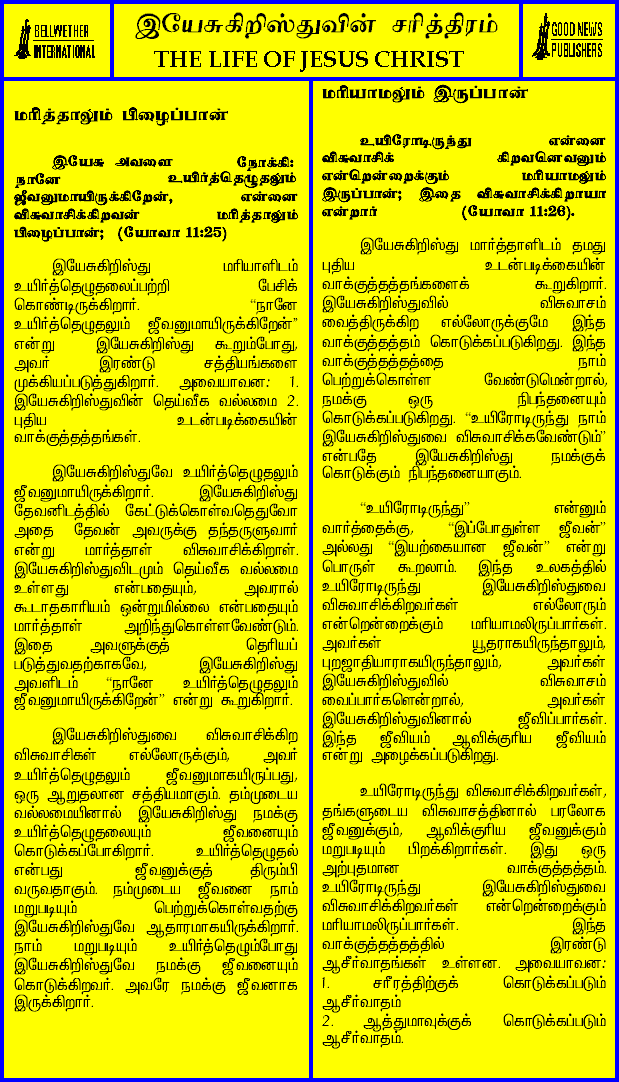 BELLWETHER
INTERNATIONAL
இயேசுகிறிஸ்துவின் சரித்திரம்
THE LIFE OF JESUS CHRIST
GOOD NEWS
PUBLISHERS
மரித்தாலும் பிழைப்பான்
இயேசு அவளை நோக்கி:
நானே உயிர்த்தெழுதலும்
ஜீவனுமாயிருக்கிறேன், என்னை
விசுவாசிக்கிறவன் மரித்தாலும்
பிழைப்பான்; (யோவா 11:25)
இயேசுகிறிஸ்து மரியாளிடம்
உயிர்த்தெழுதலைப்பற்றி பேசிக்
கொண்டிருக்கிறார். “நானே
உயிர்த்தெழுதலும் ஜீவனுமாயிருக்கிறேன்”
என்று இயேசுகிறிஸ்து கூறும்போது,
அவர் இரண்டு சத்தியங்களை
முக்கியப்படுத்துகிறார். அவையாவன: 1.
இயேசுகிறிஸ்துவின் தெய்வீக வல்லமை 2.
புதிய உடன்படிக்கையின்
வாக்குத்தத்தங்கள்.
இயேசுகிறிஸ்துவே உயிர்த்தெழுதலும்
ஜீவனுமாயிருக்கிறார். இயேசுகிறிஸ்து
தேவனிடத்தில் கேட்டுக்கொள்வதெதுவோ
அதை தேவன் அவருக்கு தந்தருளுவார்
என்று மார்த்தாள் விசுவாசிக்கிறாள்.
இயேசுகிறிஸ்துவிடமும் தெய்வீக வல்லமை
உள்ளது என்பதையும், அவரால்
கூடாதகாரியம் ஒன்றுமில்லை என்பதையும்
மார்த்தாள் அறிந்துகொள்ளவேண்டும்.
இதை அவளுக்குத் தெரியப்
படுத்துவதற்காகவே, இயேசுகிறிஸ்து
அவளிடம் “நானே உயிர்த்தெழுதலும்
ஜீவனுமாயிருக்கிறேன்” என்று கூறுகிறார்.
இயேசுகிறிஸ்துவை விசுவாசிக்கிற
விசுவாசிகள் எல்லோருக்கும், அவர்
உயிர்த்தெழுதலும் ஜீவனுமாகயிருப்பது,
ஒரு ஆறுதலான சத்தியமாகும். தம்முடைய
வல்லமையினால் இயேசுகிறிஸ்து நமக்கு
உயிர்த்தெழுதலையும் ஜீவனையும்
கொடுக்கப்போகிறார். உயிர்த்தெழுதல்
என்பது ஜீவனுக்குத் திரும்பி
வருவதாகும். நம்முடைய ஜீவனை நாம்
மறுபடியும் பெற்றுக்கொள்வதற்கு
இயேசுகிறிஸ்துவே ஆதாரமாகயிருக்கிறார்.
நாம் மறுபடியும் உயிர்த்தெழும்போது
இயேசுகிறிஸ்துவே நமக்கு ஜீவனையும்
கொடுக்கிறவர். அவரே நமக்கு ஜீவனாக
இருக்கிறார்.
மரியாமலும் இருப்பான்
உயிரோடிருந்து என்னை
விசுவாசிக் கிறவனெவனும்
என்றென்றைக்கும் மரியாமலும்
இருப்பான்; இதை விசுவாசிக்கிறாயா
என்றார் (யோவா 11:26).
இயேசுகிறிஸ்து மார்த்தாளிடம் தமது
புதிய உடன்படிக்கையின்
வாக்குத்தத்தங்களைக் கூறுகிறார்.
இயேசுகிறிஸ்துவில் விசுவாசம்
வைத்திருக்கிற எல்லோருக்குமே இந்த
வாக்குத்தத்தம் கொடுக்கப்படுகிறது. இந்த
வாக்குத்தத்தத்தை நாம்
பெற்றுக்கொள்ள வேண்டுமென்றால்,
நமக்கு ஒரு நிபந்தனையும்
கொடுக்கப்படுகிறது. “உயிரோடிருந்து நாம்
இயேசுகிறிஸ்துவை விசுவாசிக்கவேண்டும்”
என்பதே இயேசுகிறிஸ்து நமக்குக்
கொடுக்கும் நிபந்தனையாகும்.
“உயிரோடிருந்து” என்னும்
வார்த்தைக்கு, “இப்போதுள்ள ஜீவன்”
அல்லது “இயற்கையான ஜீவன்” என்று
பொருள் கூறலாம். இந்த உலகத்தில்
உயிரோடிருந்து இயேசுகிறிஸ்துவை
விசுவாசிக்கிறவர்கள் எல்லோரும்
என்றென்றைக்கும் மரியாமலிருப்பார்கள்.
அவர்கள் யூதராகயிருந்தாலும்,
புறஜாதியாராகயிருந்தாலும், அவர்கள்
இயேசுகிறிஸ்துவில் விசுவாசம்
வைப்பார்களென்றால், அவர்கள்
இயேசுகிறிஸ்துவினால் ஜீவிப்பார்கள்.
இந்த ஜீவியம் ஆவிக்குரிய ஜீவியம்
என்று அழைக்கப்படுகிறது.
உயிரோடிருந்து விசுவாசிக்கிறவர்கள்,
தங்களுடைய விசுவாசத்தினால் பரலோக
ஜீவனுக்கும், ஆவிக்குரிய ஜீவனுக்கும்
மறுபடியும் பிறக்கிறார்கள். இது ஒரு
அற்புதமான வாக்குத்தத்தம்.
உயிரோடிருந்து இயேசுகிறிஸ்துவை
விசுவாசிக்கிறவர்கள் என்றென்றைக்கும்
மரியாமலிருப்பார்கள். இந்த
வாக்குத்தத்தத்தில் இரண்டு
ஆசீர்வாதங்கள் உள்ளன. அவையாவன:
1. சரீரத்திற்குக் கொடுக்கப்படும்
ஆசீர்வாதம்
2. ஆத்துமாவுக்குக் கொடுக்கப்படும்
ஆசீர்வாதம்.